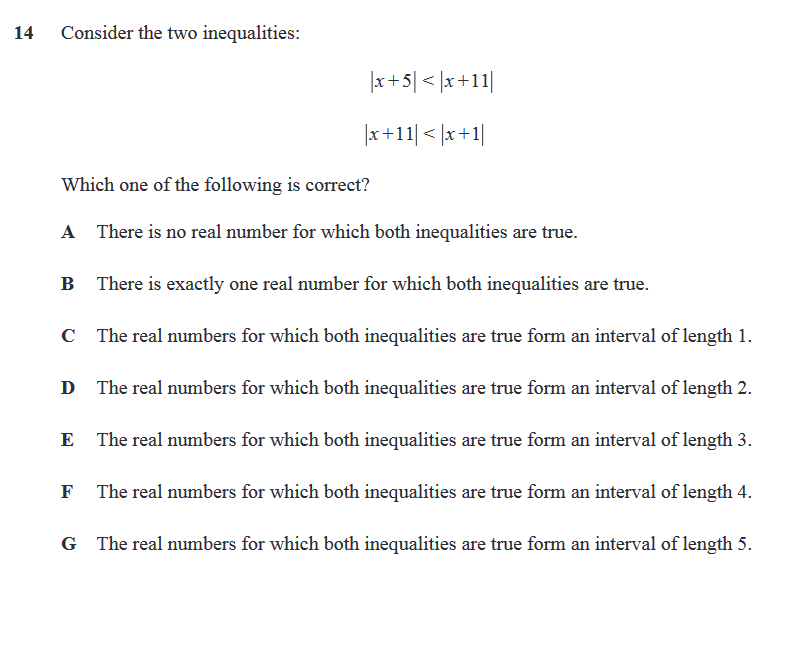 14 Consider the two inequalities:
|x+5| < |x+11|
|x+11| < |x+1|
Which one of the following is correct?
A There is no real number for which both inequalities are true.
B There is exactly one real number for which both inequalities are true.
C The real numbers for which both inequalities are true form an interval of length 1.
D The real numbers for which both inequalities are true form an interval of length 2.
E The real numbers for which both inequalities are true form an interval of length 3.
F The real numbers for which both inequalities are true form an interval of length 4.
G The real numbers for which both inequalities are true form an interval of length 5.